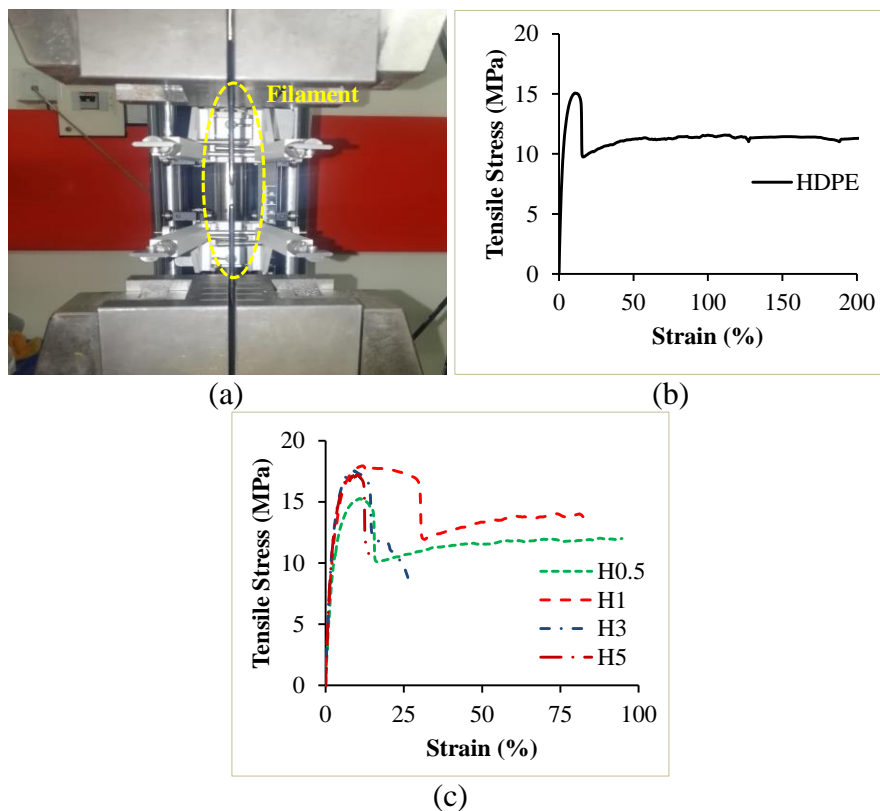 Filament
(a)
Tensile Stress (MPa)
20
15
10
5
0
HDPE
0 50 100 150 200
Strain (%)
(b)
Tensile Stress (MPa)
20
15
10
5
0
H0.5
H1
H3
H5
0 25 50 75 100
Strain (%)
(c)